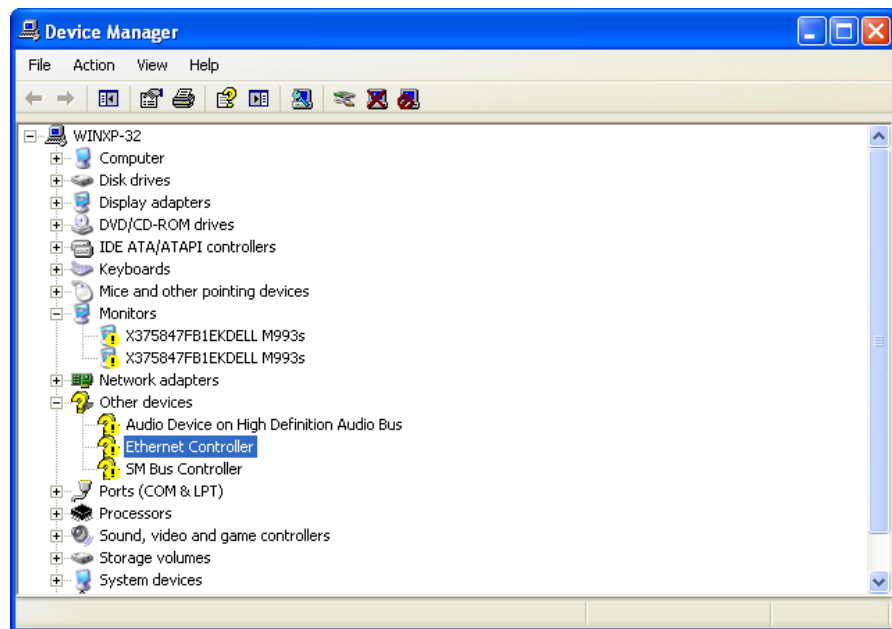 Device Manager
File Action View Help
WINXP-32
Computer
Disk drives
Display adapters
DVD/CD-ROM drives
IDE ATA/ATAPI controllers
Keyboards
Mice and other pointing devices
Monitors
X375847FB1EKDELL M993s
X375847FB1EKDELL M993s
Network adapters
Other devices
Audio Device on High Definition Audio Bus
Ethernet Controller
SM Bus Controller
Ports (COM & LPT)
Processors
Sound, video and game controllers
Storage volumes
System devices